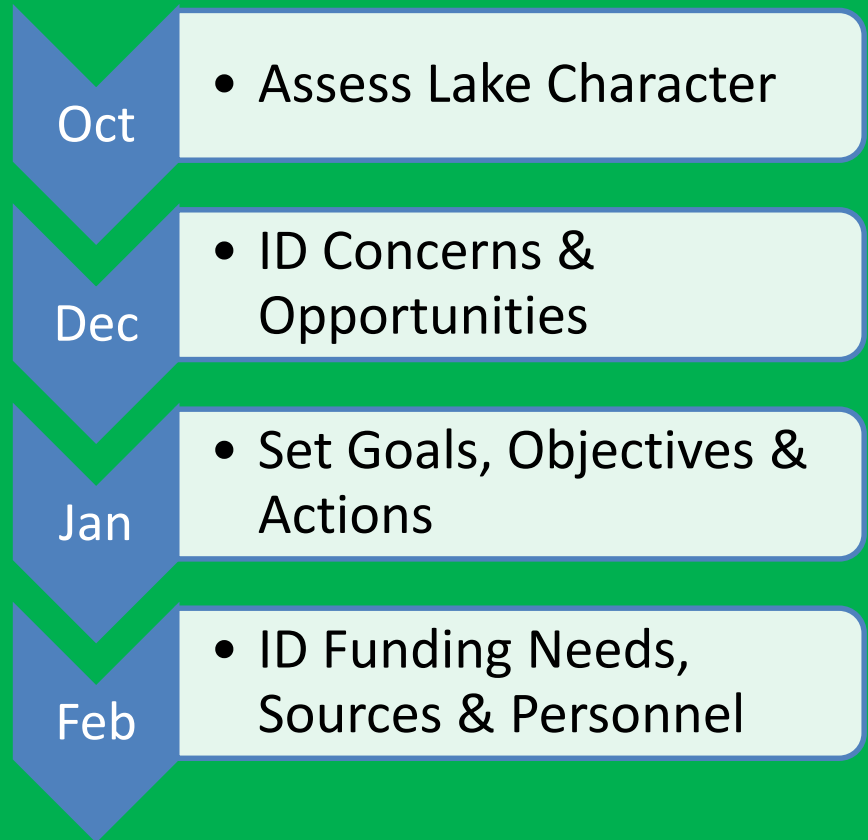 Oct
• Assess Lake Character
Dec
• ID Concerns &
Opportunities
Jan
• Set Goals, Objectives &
Actions
Feb
• ID Funding Needs,
Sources & Personnel